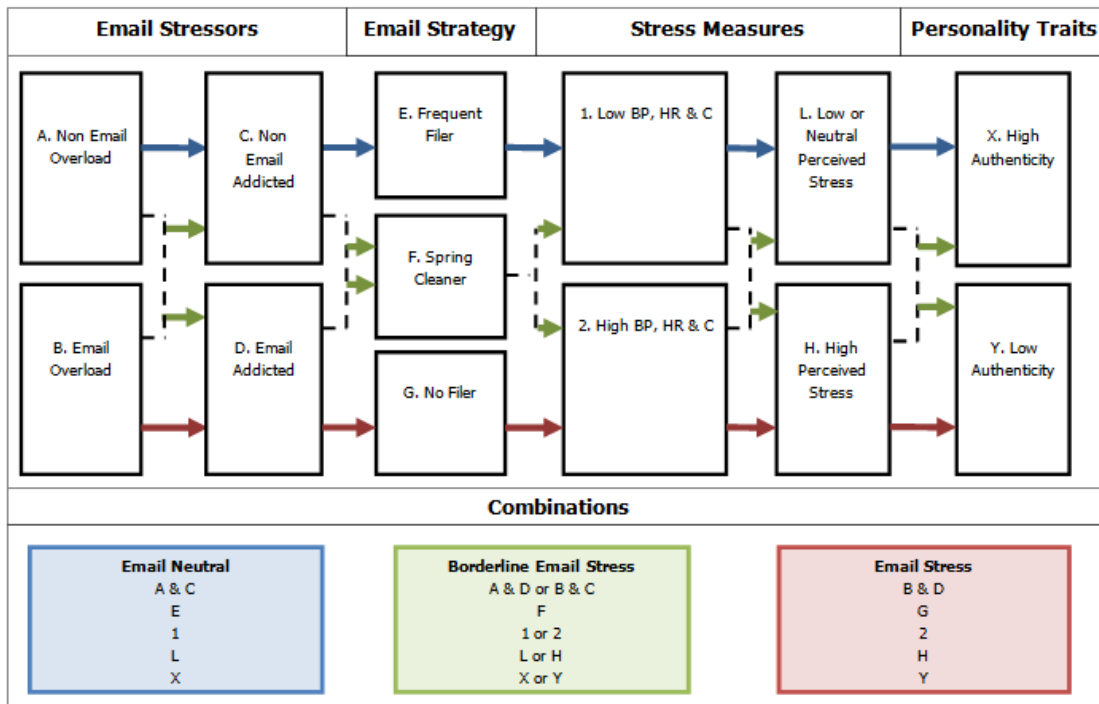 Email Stressors
Email Strategy
Stress Measures
Personality Traits
A. Non Email
Overload
C. Non
Email
Addicted
E. Frequent
Filer
1. Low BP, HR & C
L. Low or
Neutral
Perceived
Stress
X. High
Authenticity
F. Spring
Cleaner
B. Email
Overload
D. Email
Addicted
G. No Filer
2. High BP, HR & C
H. High
Perceived
Stress
Y. Low
Authenticity
Combinations
Email Neutral
A & C
E
1
L
X
Borderline Email Stress
A & D or B & C
F
1 or 2
L or H
X or Y
Email Stress
B & D
G
2
H
Y